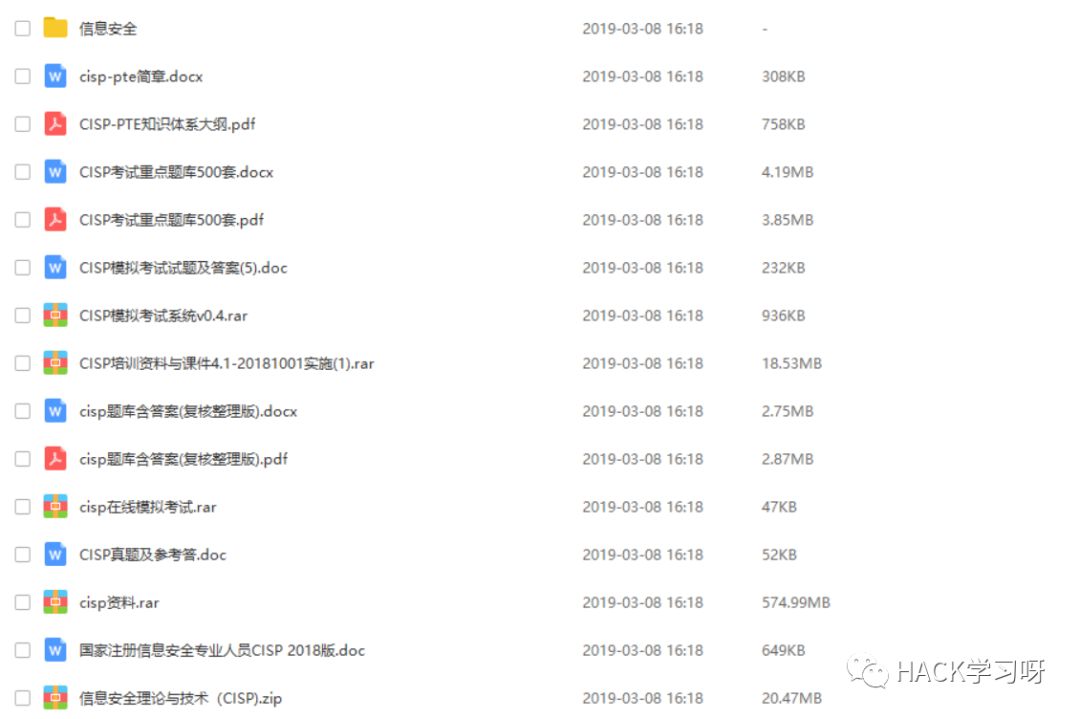 信息安全 2019-03-08 16:18 -
cisp-pte简章.docx 2019-03-08 16:18 308KB
CISP-PTE知识体系大纲.pdf 2019-03-08 16:18 758KB
CISP考试重点题库500套.docx 2019-03-08 16:18 4.19MB
CISP考试重点题库500套.pdf 2019-03-08 16:18 3.85MB
CISP模拟考试试题及答案(5).doc 2019-03-08 16:18 232KB
CISP模拟考试系统v0.4.rar 2019-03-08 16:18 936KB
CISP培训资料与课件4.1-20181001实施(1).rar 2019-03-08 16:18 18.53MB
cisp题库含答案(复核整理版).docx 2019-03-08 16:18 2.75MB
cisp题库含答案(复核整理版).pdf 2019-03-08 16:18 2.87MB
cisp在线模拟考试.rar 2019-03-08 16:18 47KB
CISP真题及参考答.doc 2019-03-08 16:18 52KB
cisp资料.rar 2019-03-08 16:18 574.99MB
国家注册信息安全专业人员CISP 2018版.doc 2019-03-08 16:18 649KB
信息安全理论与技术（CISP).zip 2019-03-08 16:18 20.47MB
HACK学习呀